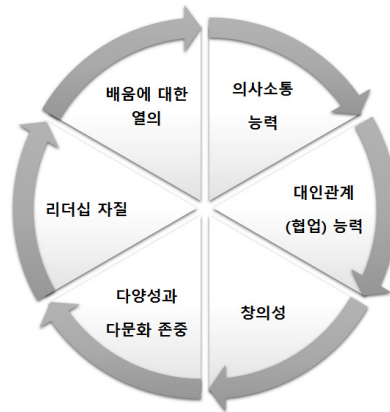 의사소통
능력
대인관계
(협업) 능력
창의성
다양성과
다문화 존중
리더십 자질
배움에 대한
열의